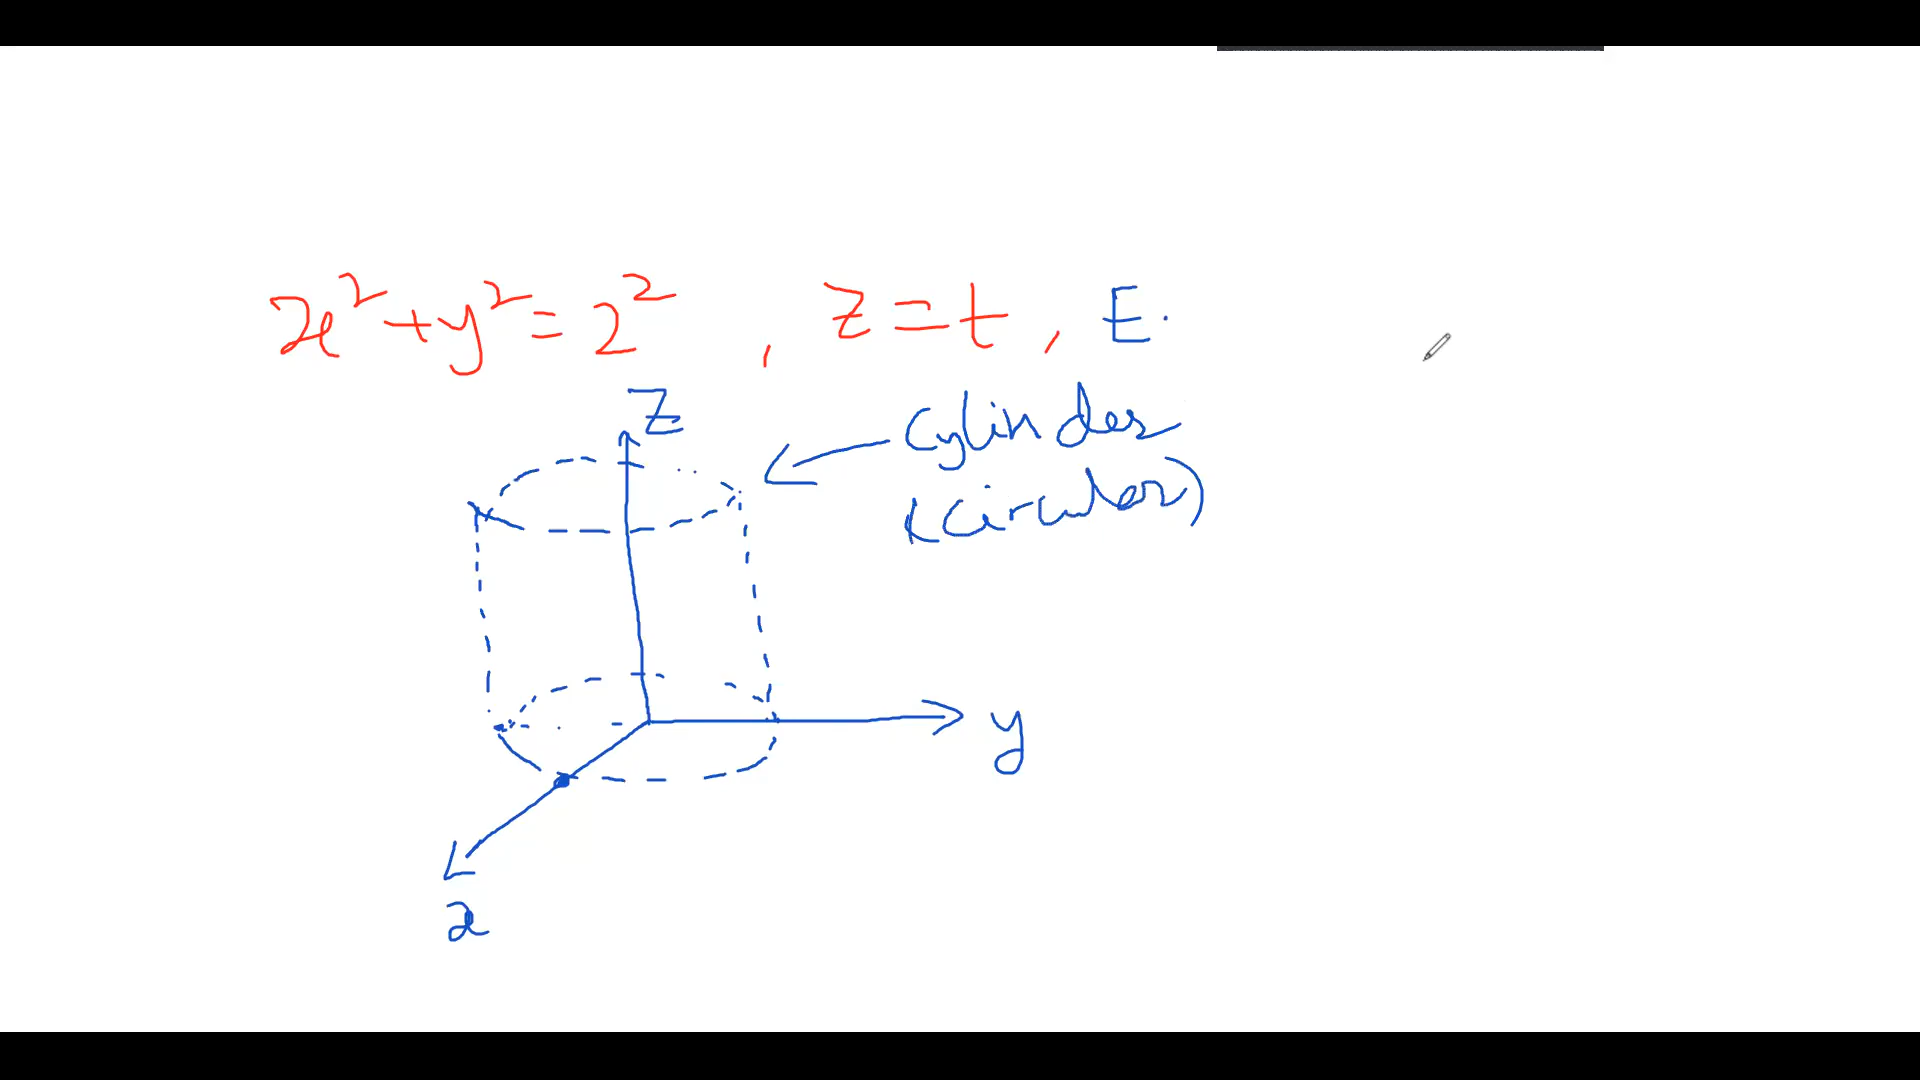 x² + y² = 2² , z = t , E.
z
cylinder
(circular)
y
x